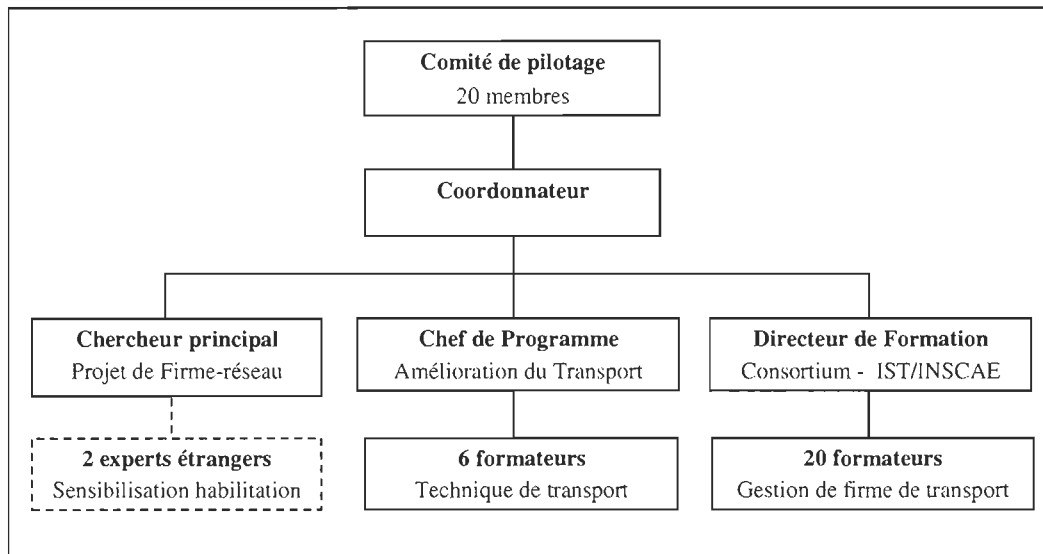 Comité de pilotage
20 membres
Coordonnateur
Chercheur principal
Projet de Firme-réseau
Chef de Programme
Amélioration du Transport
Directeur de Formation
Consortium - IST/INSCAE
2 experts étrangers
Sensibilisation habilitation
6 formateurs
Technique de transport
20 formateurs
Gestion de firme de transport